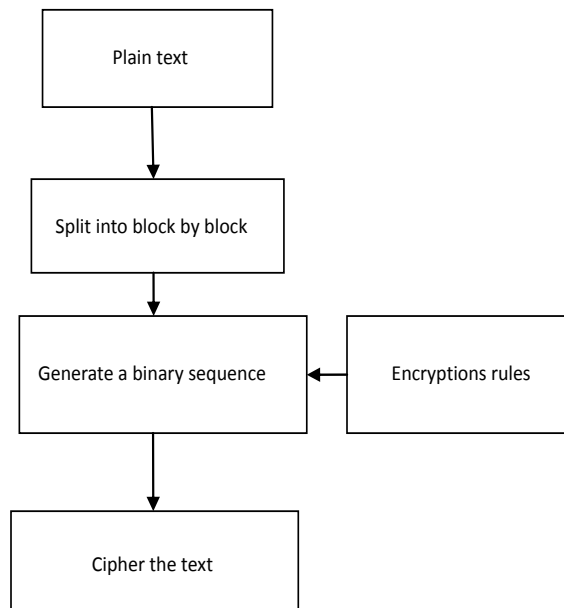 Plain text
Split into block by block
Generate a binary sequence
Encryptions rules
Cipher the text